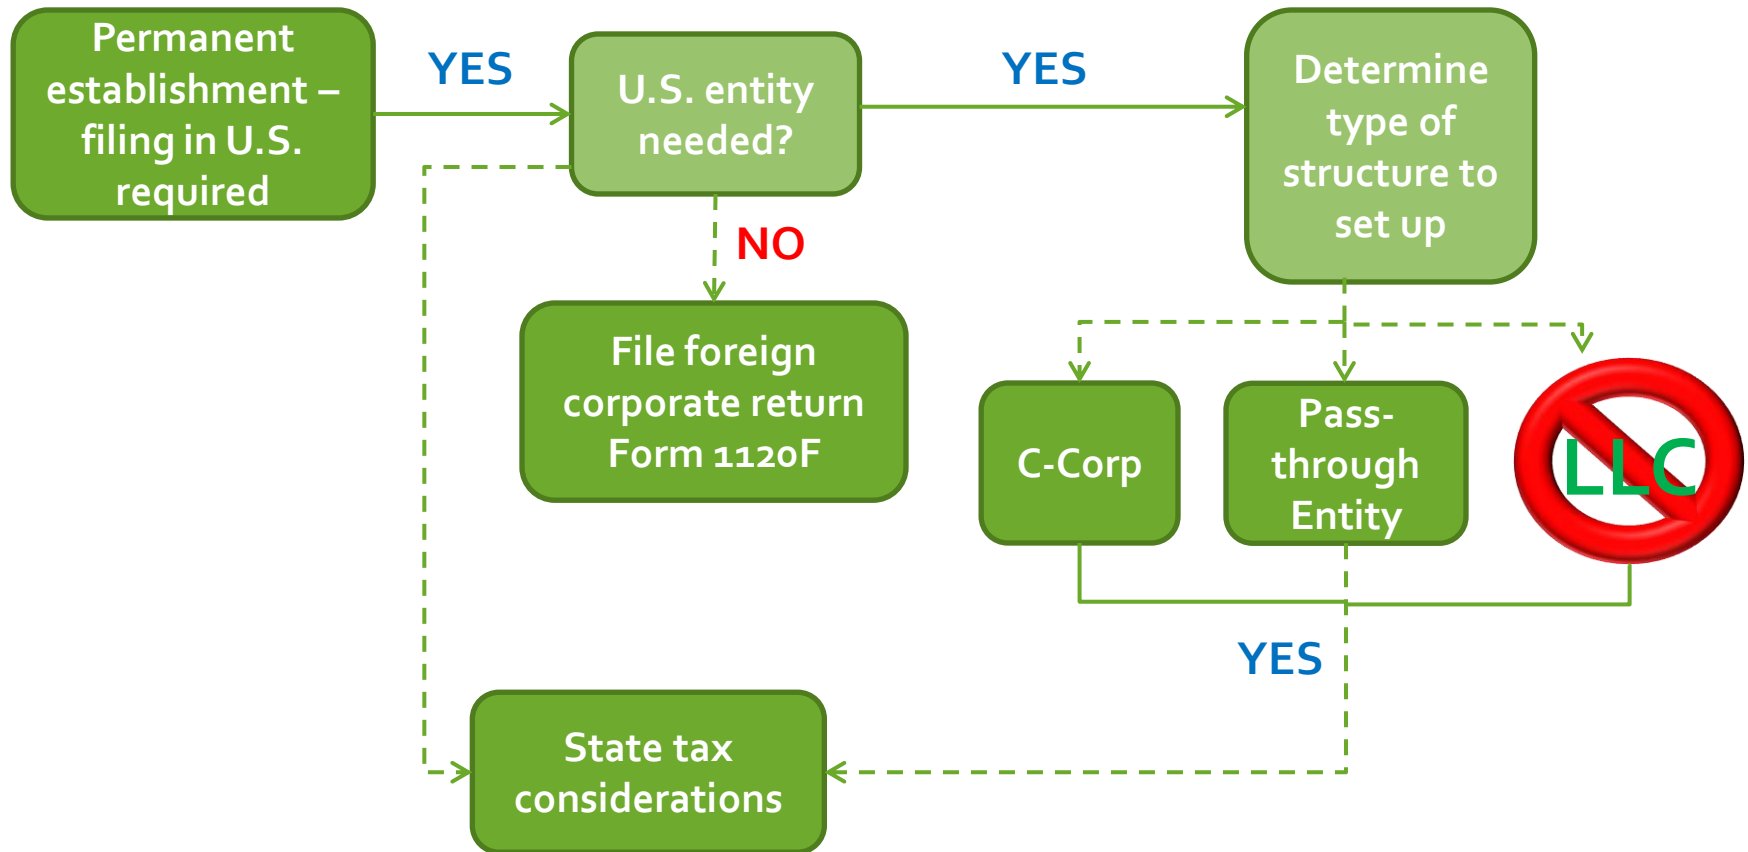 Permanent
establishment –
filing in U.S.
required
YES
U.S. entity
needed?
YES
Determine
type of
structure to
set up
NO
File foreign
corporate return
Form 1120F
C-Corp
Pass-
through
Entity
LLC
YES
State tax
considerations